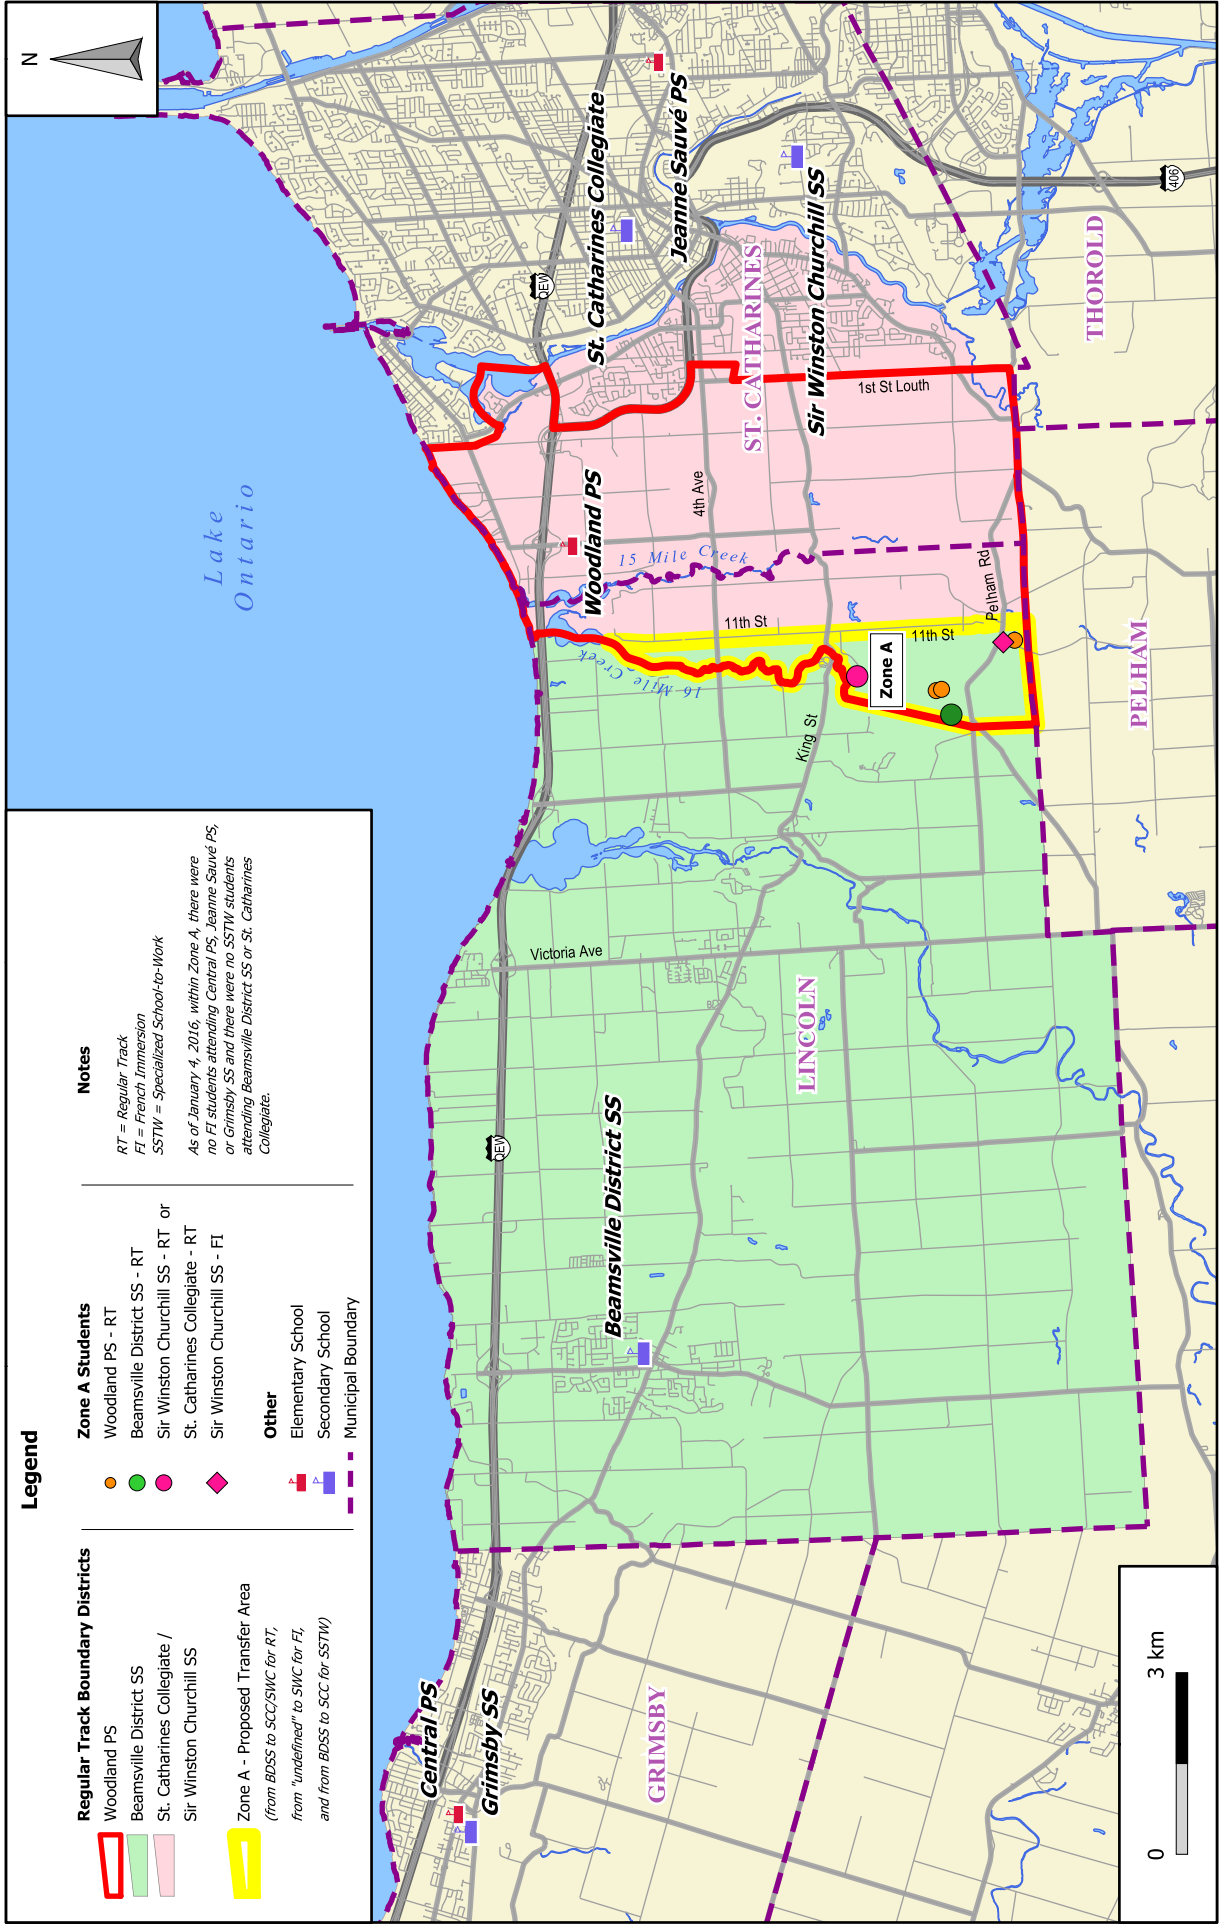 Legend
Regular Track Boundary Districts
Woodland PS
Beamsville District SS
St. Catharines Collegiate /
Sir Winston Churchill SS
Zone A - Proposed Transfer Area
(from BDSS to SCC/SWC for RT,
from "undefined" to SWC for FI,
and from BDSS to SCC for SSTW)
Zone A Students
Woodland PS - RT
Beamsville District SS - RT
Sir Winston Churchill SS - RT or
St. Catharines Collegiate - RT
Sir Winston Churchill SS - FI
Other
Elementary School
Secondary School
Municipal Boundary
Notes
RT = Regular Track
FI = French Immersion
SSTW = Specialized School-to-Work
As of January 4, 2016, within Zone A, there were
no FI students attending Central PS, Jeanne Sauvé PS,
or Grimsby SS and there were no SSTW students
attending Beamsville District SS or St. Catharines
Collegiate.
N
Lake
Ontario
Central PS
Grimsby SS
GRIMSBY
Beamsville District SS
QEW
LINCOLN
Victoria Ave
King St
16 Mile Creek
Zone A
11th St
11th St
Pelham Rd
15 Mile Creek
Woodland PS
4th Ave
1st St Louth
ST. CATHARINES
St. Catharines Collegiate
Jeanne Sauvé PS
Sir Winston Churchill SS
QEW
406
THOROLD
PELHAM
0
3 km